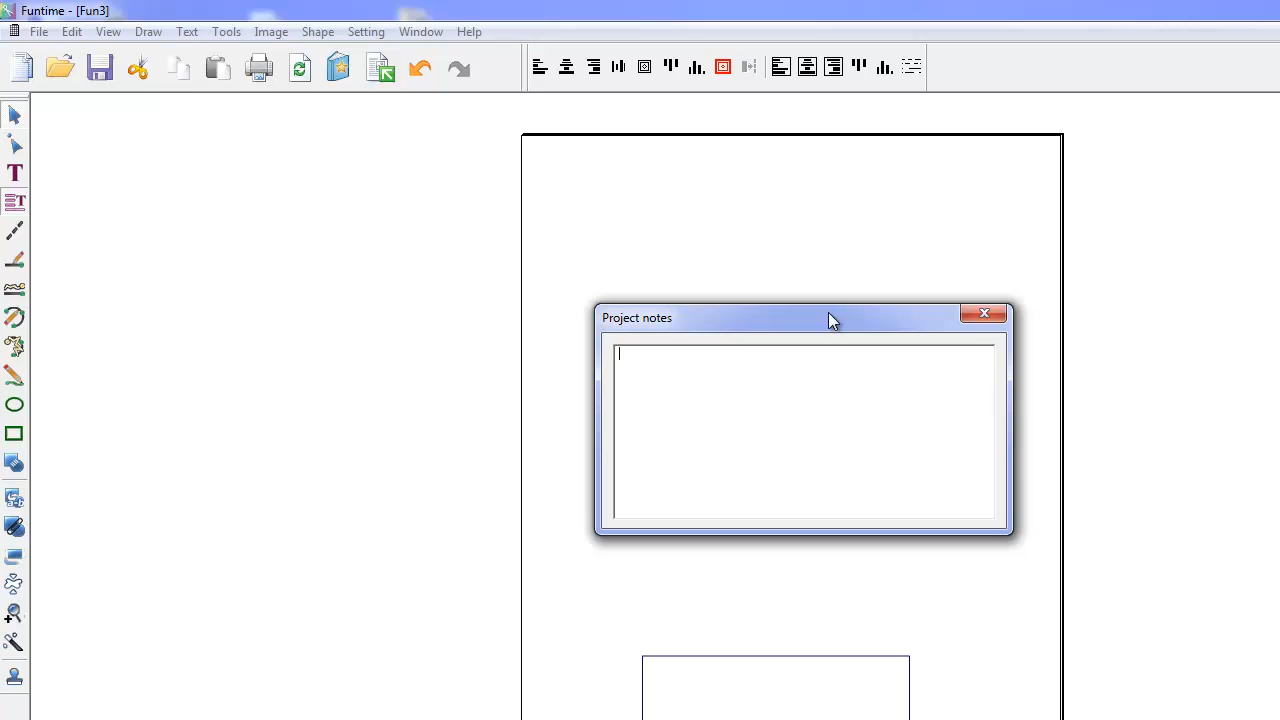 Funtime - [Fun3]
File Edit View Draw Text Tools Image Shape Setting Window Help
Project notes